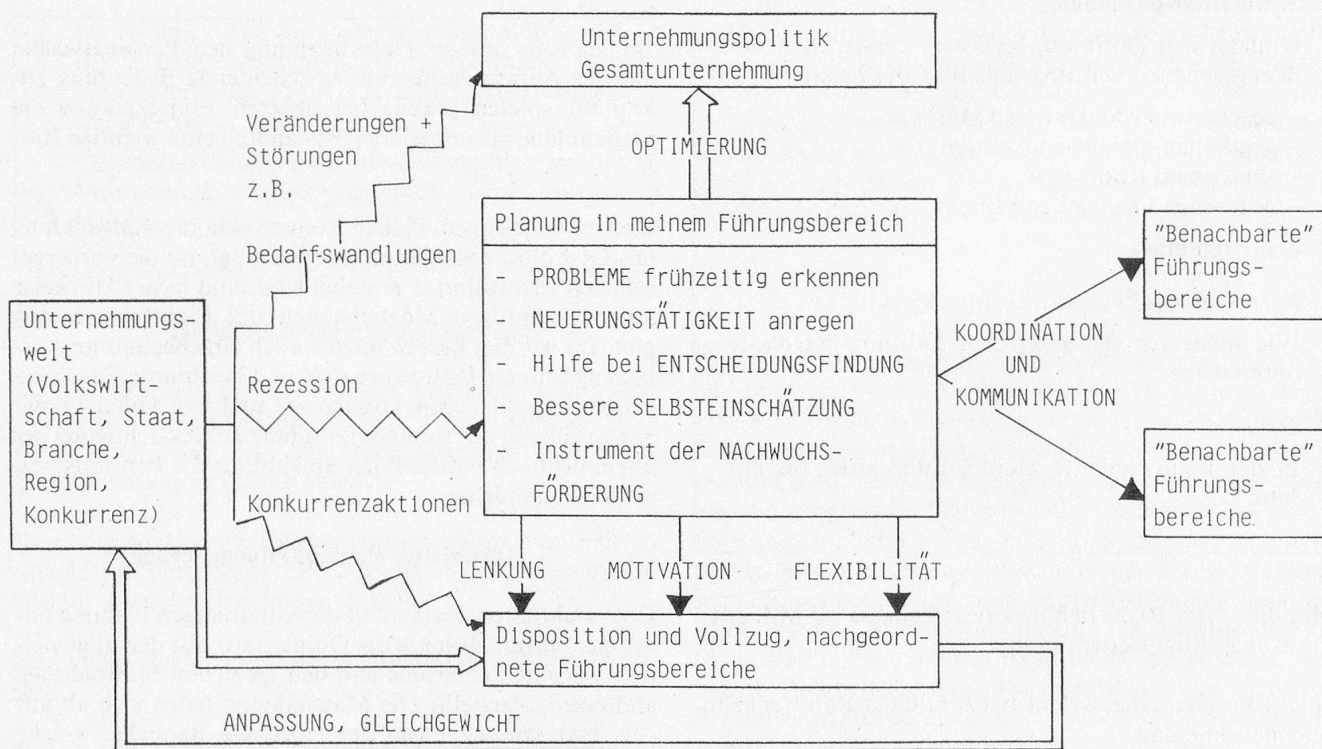 Unternehmungspolitik
Gesamtunternehmung
Veränderungen +
Störungen
z.B.
OPTIMIERUNG
Bedarfswandlungen
Planung in meinem Führungsbereich
- PROBLEME frühzeitig erkennen
- NEUERUNGSTÄTIGKEIT anregen
- Hilfe bei ENTSCHEIDUNGSFINDUNG
- Bessere SELBSTEINSCHÄTZUNG
- Instrument der NACHWUCHS-
FÖRDERUNG
Unternehmungs-
welt
(Volkswirt-
schaft, Staat,
Branche,
Region,
Konkurrenz)
Rezession
Konkurrenzaktionen
KOORDINATION
UND
KOMMUNIKATION
"Benachbarte"
Führungs-
bereiche
"Benachbarte"
Führungs-
bereiche
LENKUNG MOTIVATION FLEXIBILITÄT
Disposition und Vollzug, nachgeord-
nete Führungsbereiche
ANPASSUNG, GLEICHGEWICHT